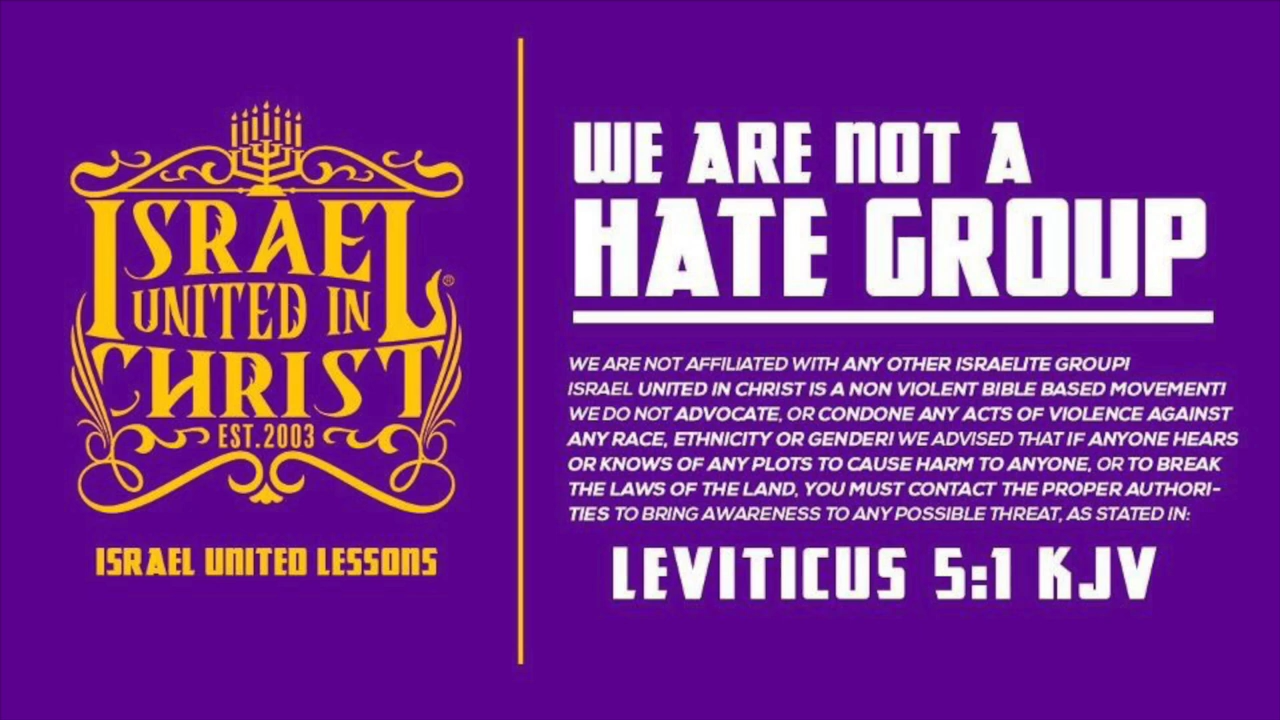 ISRAEL
UNITED IN
CHRIST
EST.2003
ISRAEL UNITED LESSONS
WE ARE NOT A
HATE GROUP
WE ARE NOT AFFILIATED WITH ANY OTHER ISRAELITE GROUP!
ISRAEL UNITED IN CHRIST IS A NON VIOLENT BIBLE BASED MOVEMENT!
WE DO NOT ADVOCATE, OR CONDONE ANY ACTS OF VIOLENCE AGAINST
ANY RACE, ETHNICITY OR GENDER! WE ADVISED THAT IF ANYONE HEARS
OR KNOWS OF ANY PLOTS TO CAUSE HARM TO ANYONE, OR TO BREAK
THE LAWS OF THE LAND, YOU MUST CONTACT THE PROPER AUTHORI-
TIES TO BRING AWARENESS TO ANY POSSIBLE THREAT, AS STATED IN:
LEVITICUS 5:1 KJV